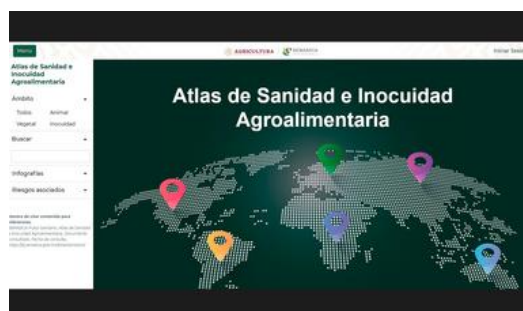 Menú
AGRICULTURA
SENASICA
Iniciar Sesión
Atlas de Sanidad e
Inocuidad
Agroalimentaria
Ámbito
Todos Animal
Vegetal Inocuidad
Buscar
Infografías
Riesgos asociados
Atlas de Sanidad e Inocuidad
Agroalimentaria